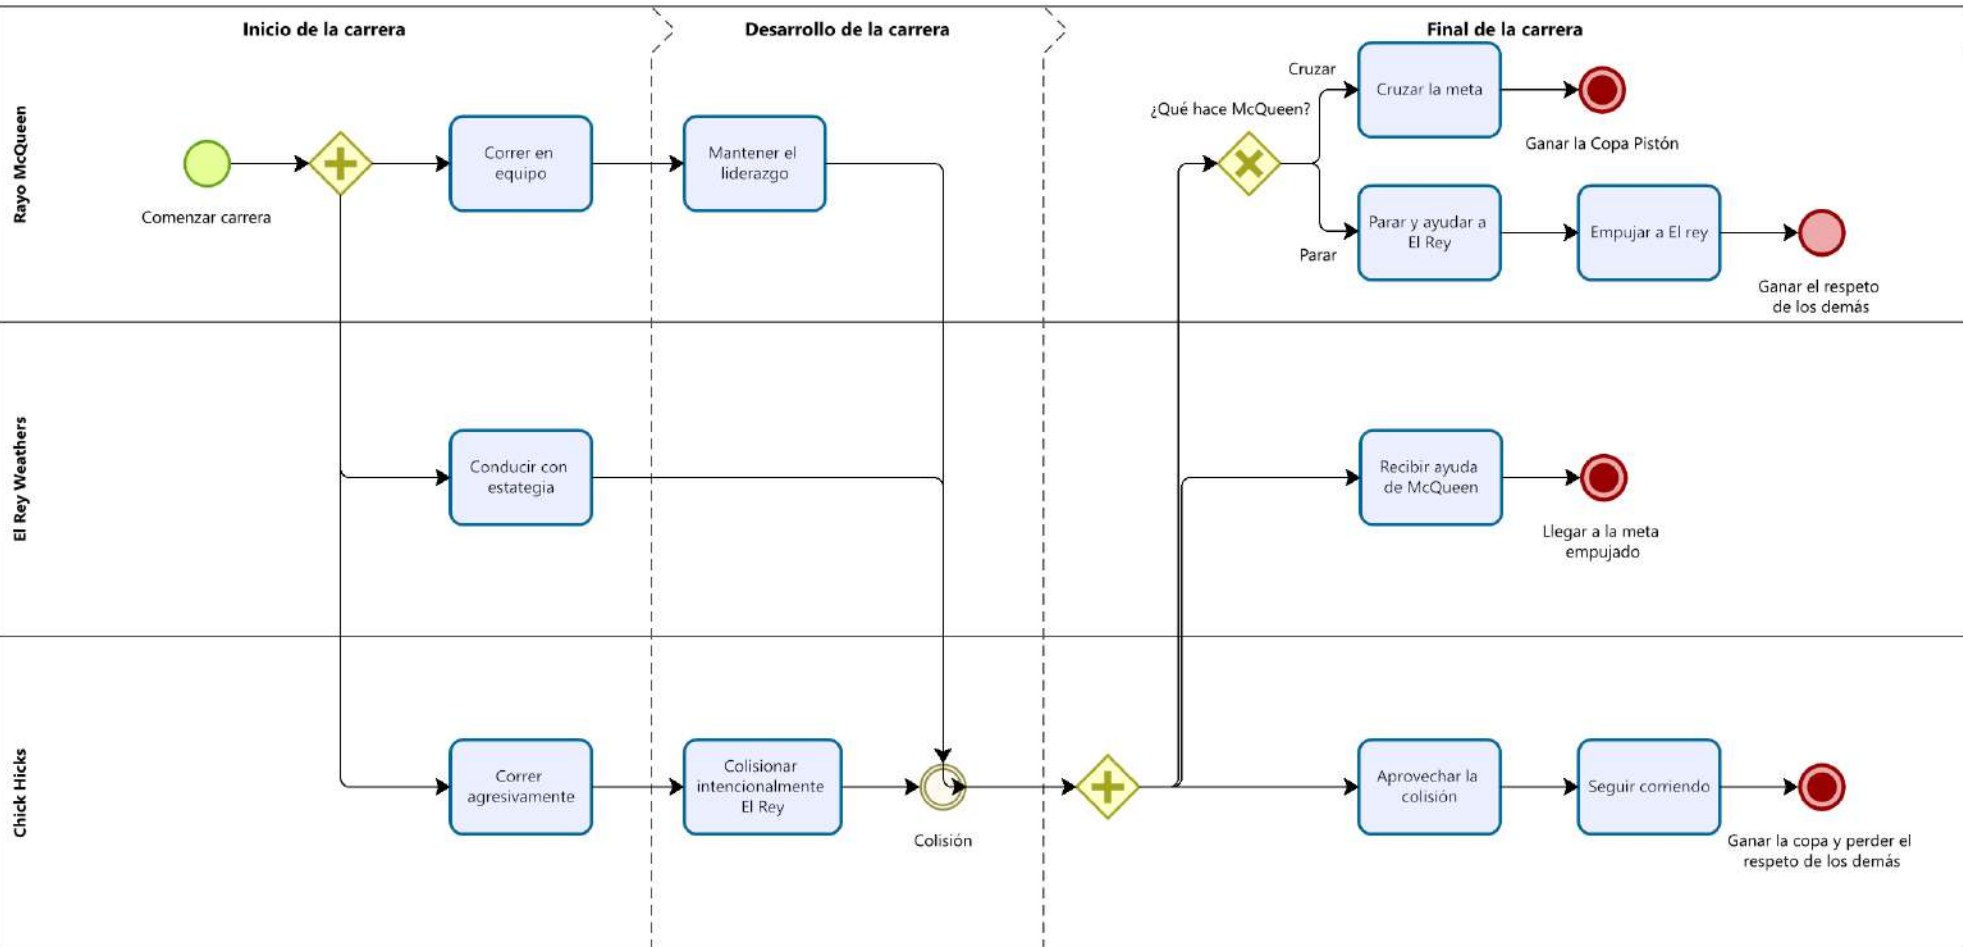 Inicio de la carrera
Desarrollo de la carrera
Final de la carrera
Rayo McQueen
Comenzar carrera
Correr en
equipo
Mantener el
liderazgo
¿Qué hace McQueen?
Cruzar
Cruzar la meta
Ganar la Copa Pistón
Parar
Parar y ayudar a
El Rey
Empujar a El rey
Ganar el respeto
de los demás
El Rey Weathers
Conducir con
estategia
Recibir ayuda
de McQueen
Llegar a la meta
empujado
Chick Hicks
Correr
agresivamente
Colisionar
intencionalmente
El Rey
Colisión
Aprovechar la
colisión
Seguir corriendo
Ganar la copa y perder el
respeto de los demás